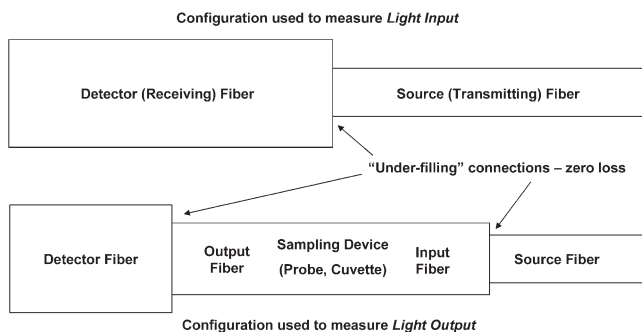 Configuration used to measure Light Input
Detector (Receiving) Fiber
Source (Transmitting) Fiber
“Under-filling” connections – zero loss
Detector Fiber
Output
Fiber
Sampling Device
(Probe, Cuvette)
Input
Fiber
Source Fiber
Configuration used to measure Light Output